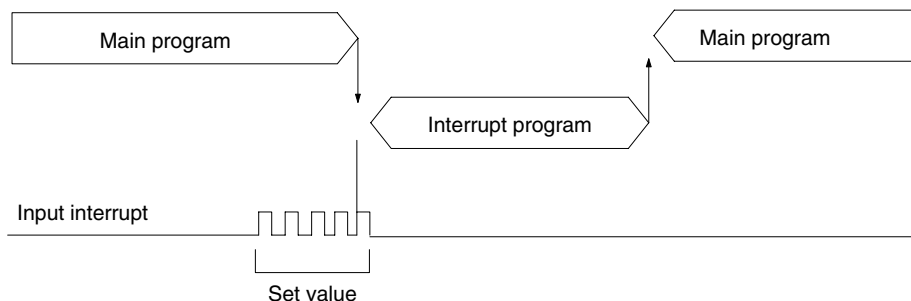 Main program
Main program
Interrupt program
Input interrupt
Set value